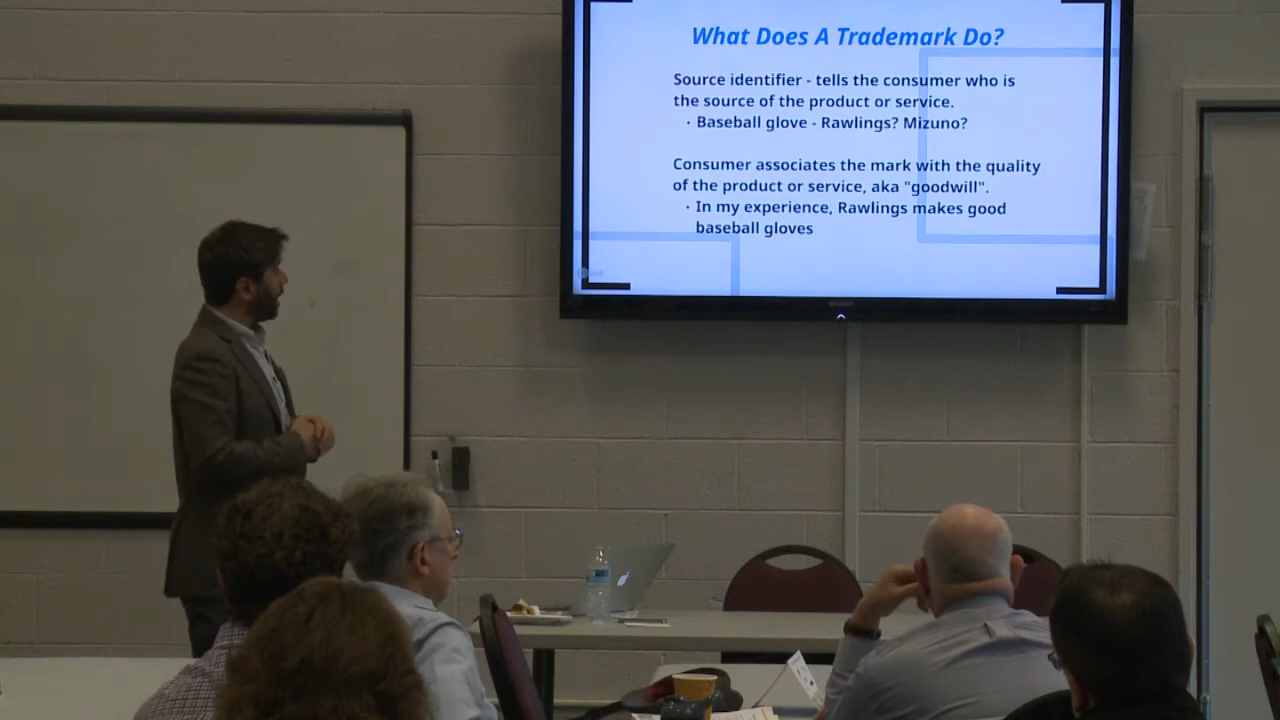 What Does A Trademark Do?
Source identifier - tells the consumer who is
the source of the product or service.
· Baseball glove - Rawlings? Mizuno?
Consumer associates the mark with the quality
of the product or service, aka "goodwill".
· In my experience, Rawlings makes good
baseball gloves